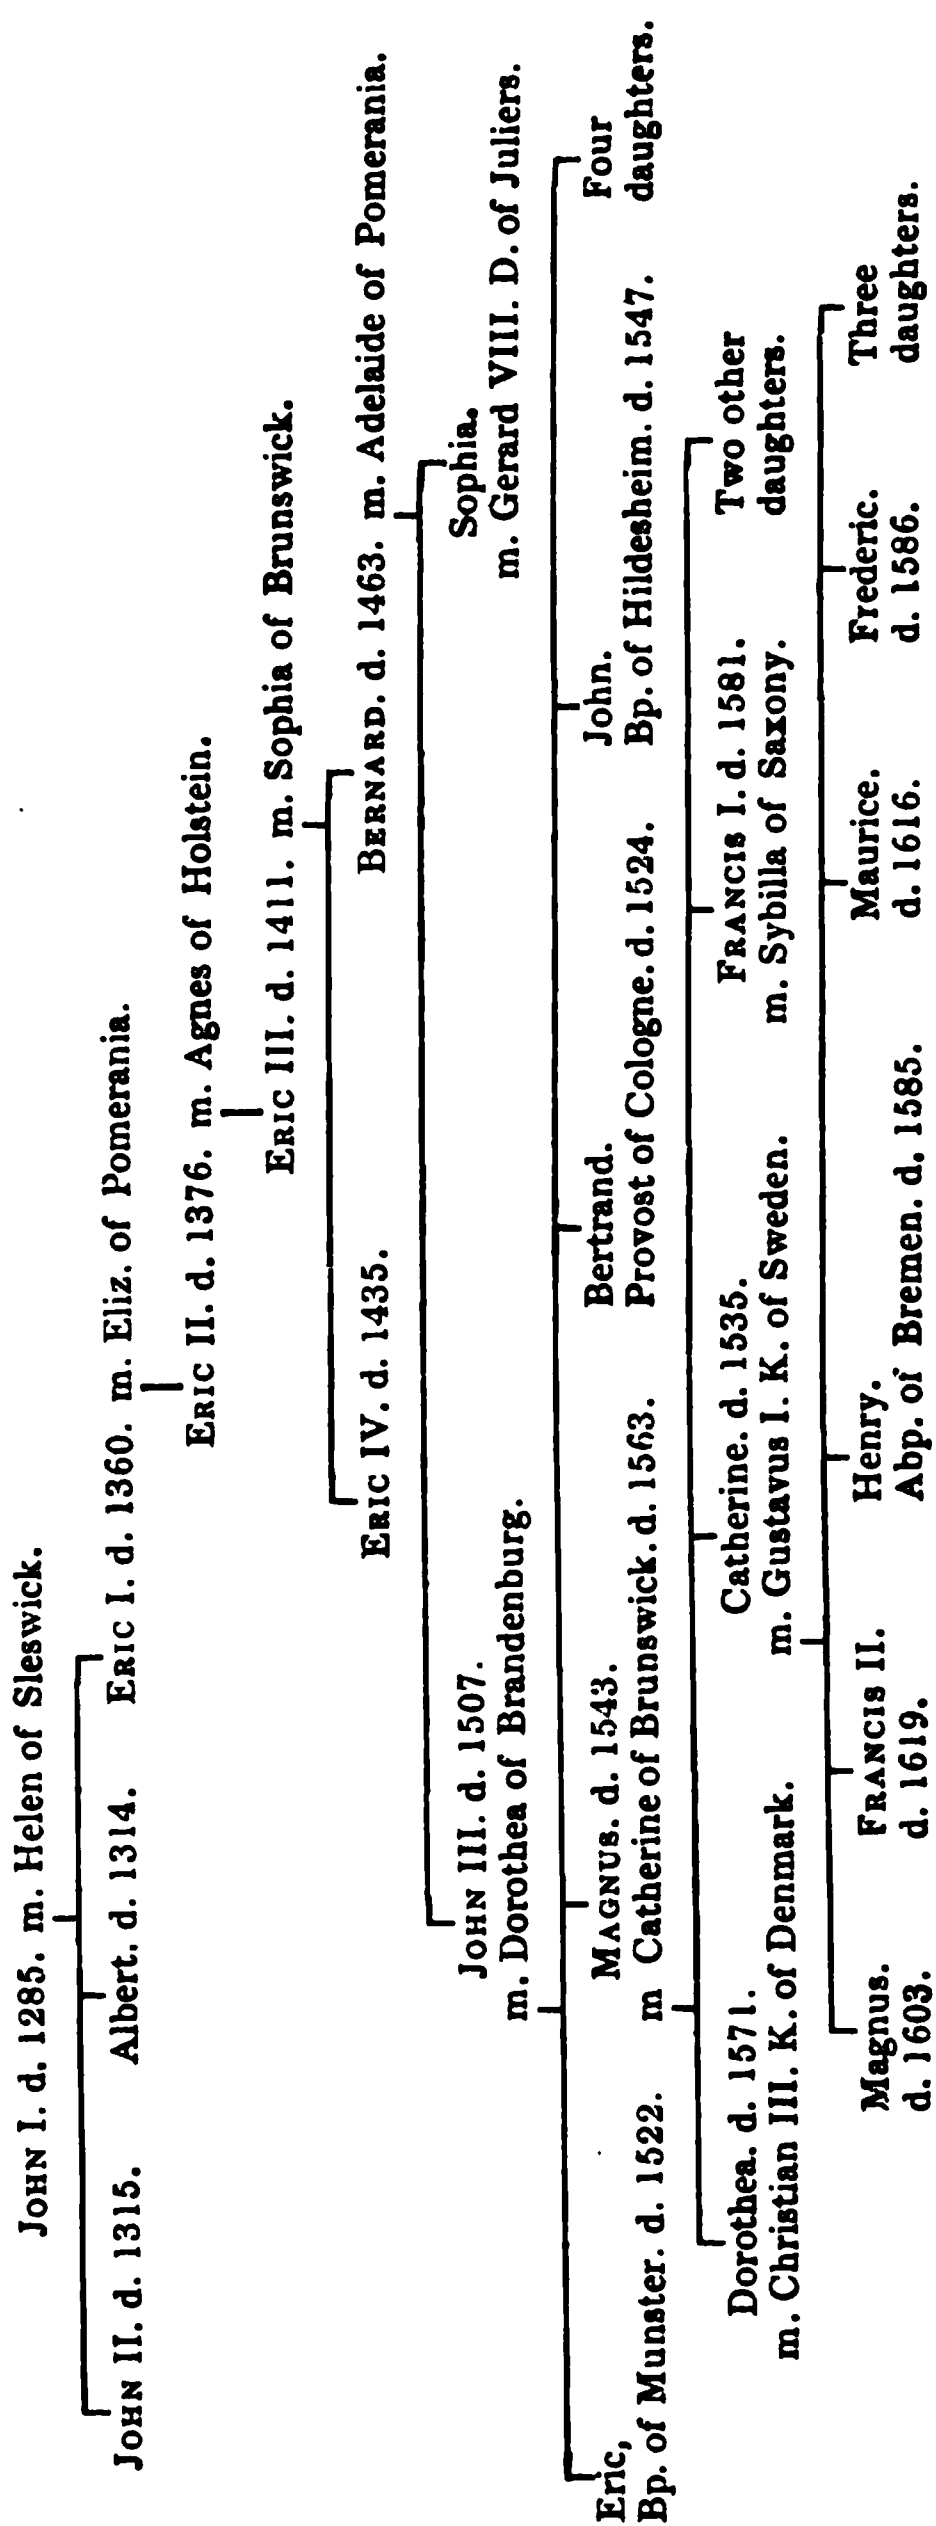 JOHN I. d. 1285. m. Helen of Sleswick.
JOHN II. d. 1315.
Albert. d. 1314.
ERIC I. d. 1360. m. Eliz. of Pomerania.
ERIC II. d. 1376. m. Agnes of Holstein.
ERIC III. d. 1411. m. Sophia of Brunswick.
ERIC IV. d. 1435.
BERNARD. d. 1463. m. Adelaide of Pomerania.
JOHN III. d. 1507.
m. Dorothea of Brandenburg.
Sophia.
m. Gerard VIII. D. of Juliers.
Eric,
Bp. of Munster. d. 1522.
MAGNUS. d. 1543.
m Catherine of Brunswick. d. 1563.
Bertrand.
Provost of Cologne. d. 1524.
John.
Bp. of Hildesheim. d. 1547.
Four
daughters.
Dorothea. d. 1571.
m. Christian III. K. of Denmark.
Catherine. d. 1535.
m. Gustavus I. K. of Sweden.
FRANCIS I. d. 1581.
m. Sybilla of Saxony.
Two other
daughters.
Magnus.
d. 1603.
FRANCIS II.
d. 1619.
Henry.
Abp. of Bremen. d. 1585.
Maurice.
d. 1616.
Frederic.
d. 1586.
Three
daughters.